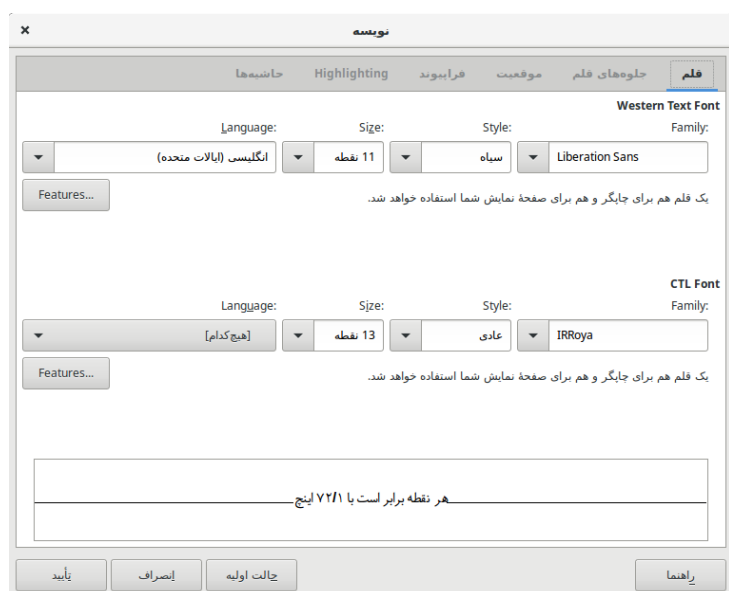 نویسه
قلم جلوه‌های قلم موقعیت فراپیوند Highlighting حاشیه‌ها
Western Text Font
Family: Style: Size: Language:
Liberation Sans سیاه 11 نقطه انگلیسی (ایالات متحده)
یک قلم هم برای چاپگر و هم برای صفحهٔ نمایش شما استفاده خواهد شد. Features...
CTL Font
Family: Style: Size: Language:
IRRoya عادی 13 نقطه [هیچ‌کدام]
یک قلم هم برای چاپگر و هم برای صفحهٔ نمایش شما استفاده خواهد شد. Features...
هر نقطه برابر است با ۷۲/۱ اینچ
راهنما حالت اولیه اِنصراف تأیید